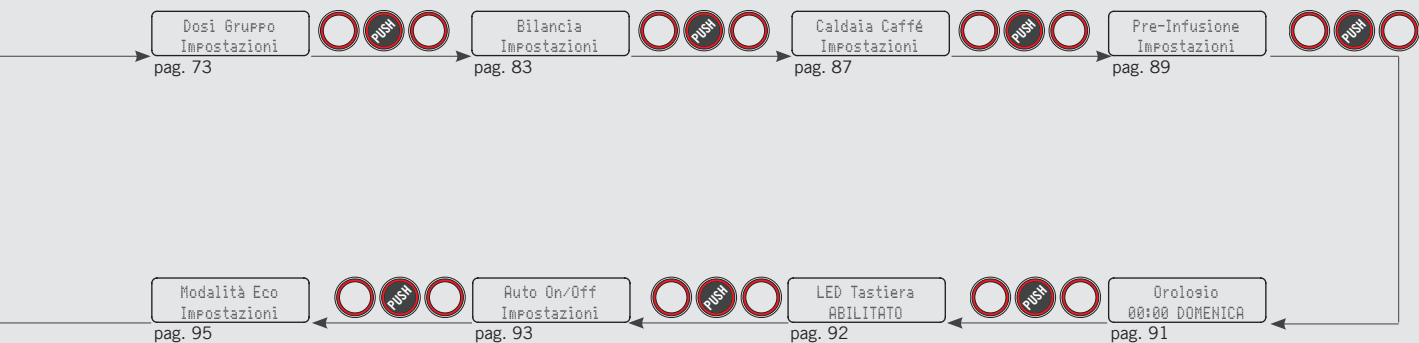 Dosi Gruppo
Impostazioni
PUSH
Bilancia
Impostazioni
PUSH
Caldaia Caffé
Impostazioni
PUSH
Pre-Infusione
Impostazioni
PUSH
pag. 73
pag. 83
pag. 87
pag. 89
Modalità Eco
Impostazioni
PUSH
Auto On/Off
Impostazioni
PUSH
LED Tastiera
ABILITATO
PUSH
Orologio
00:00 DOMENICA
pag. 95
pag. 93
pag. 92
pag. 91